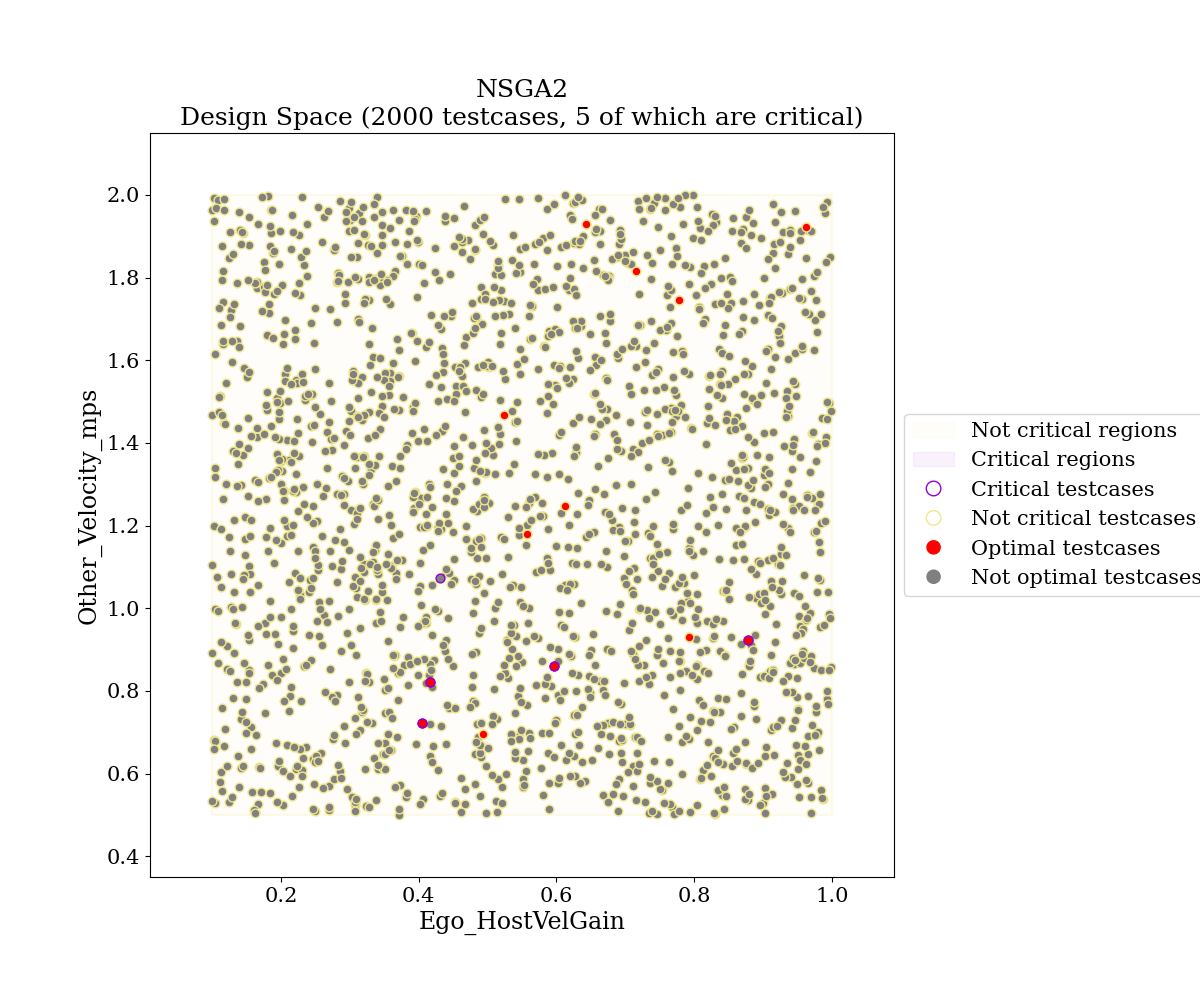 NSGA2
Design Space (2000 testcases, 5 of which are critical)
Other_Velocity_mps
2.0
1.8
1.6
1.4
1.2
1.0
0.8
0.6
0.4
0.2
0.4
0.6
0.8
1.0
Ego_HostVelGain
Not critical regions
Critical regions
Critical testcases
Not critical testcases
Optimal testcases
Not optimal testcases